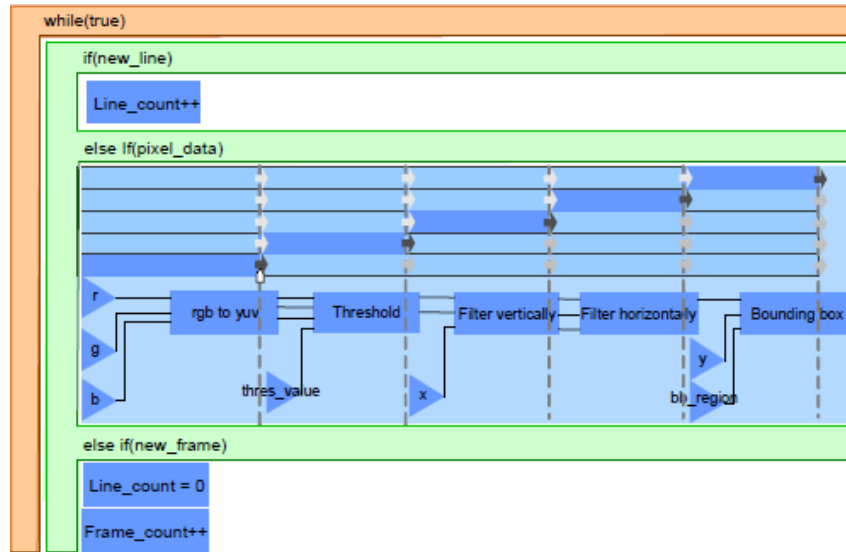 while(true)
if(new_line)
Line_count++
else If(pixel_data)
r
rgb to yuv
Threshold
Filter vertically
Filter horizontally
Bounding box
g
y
b
thres_value
x
bb_region
else if(new_frame)
Line_count = 0
Frame_count++